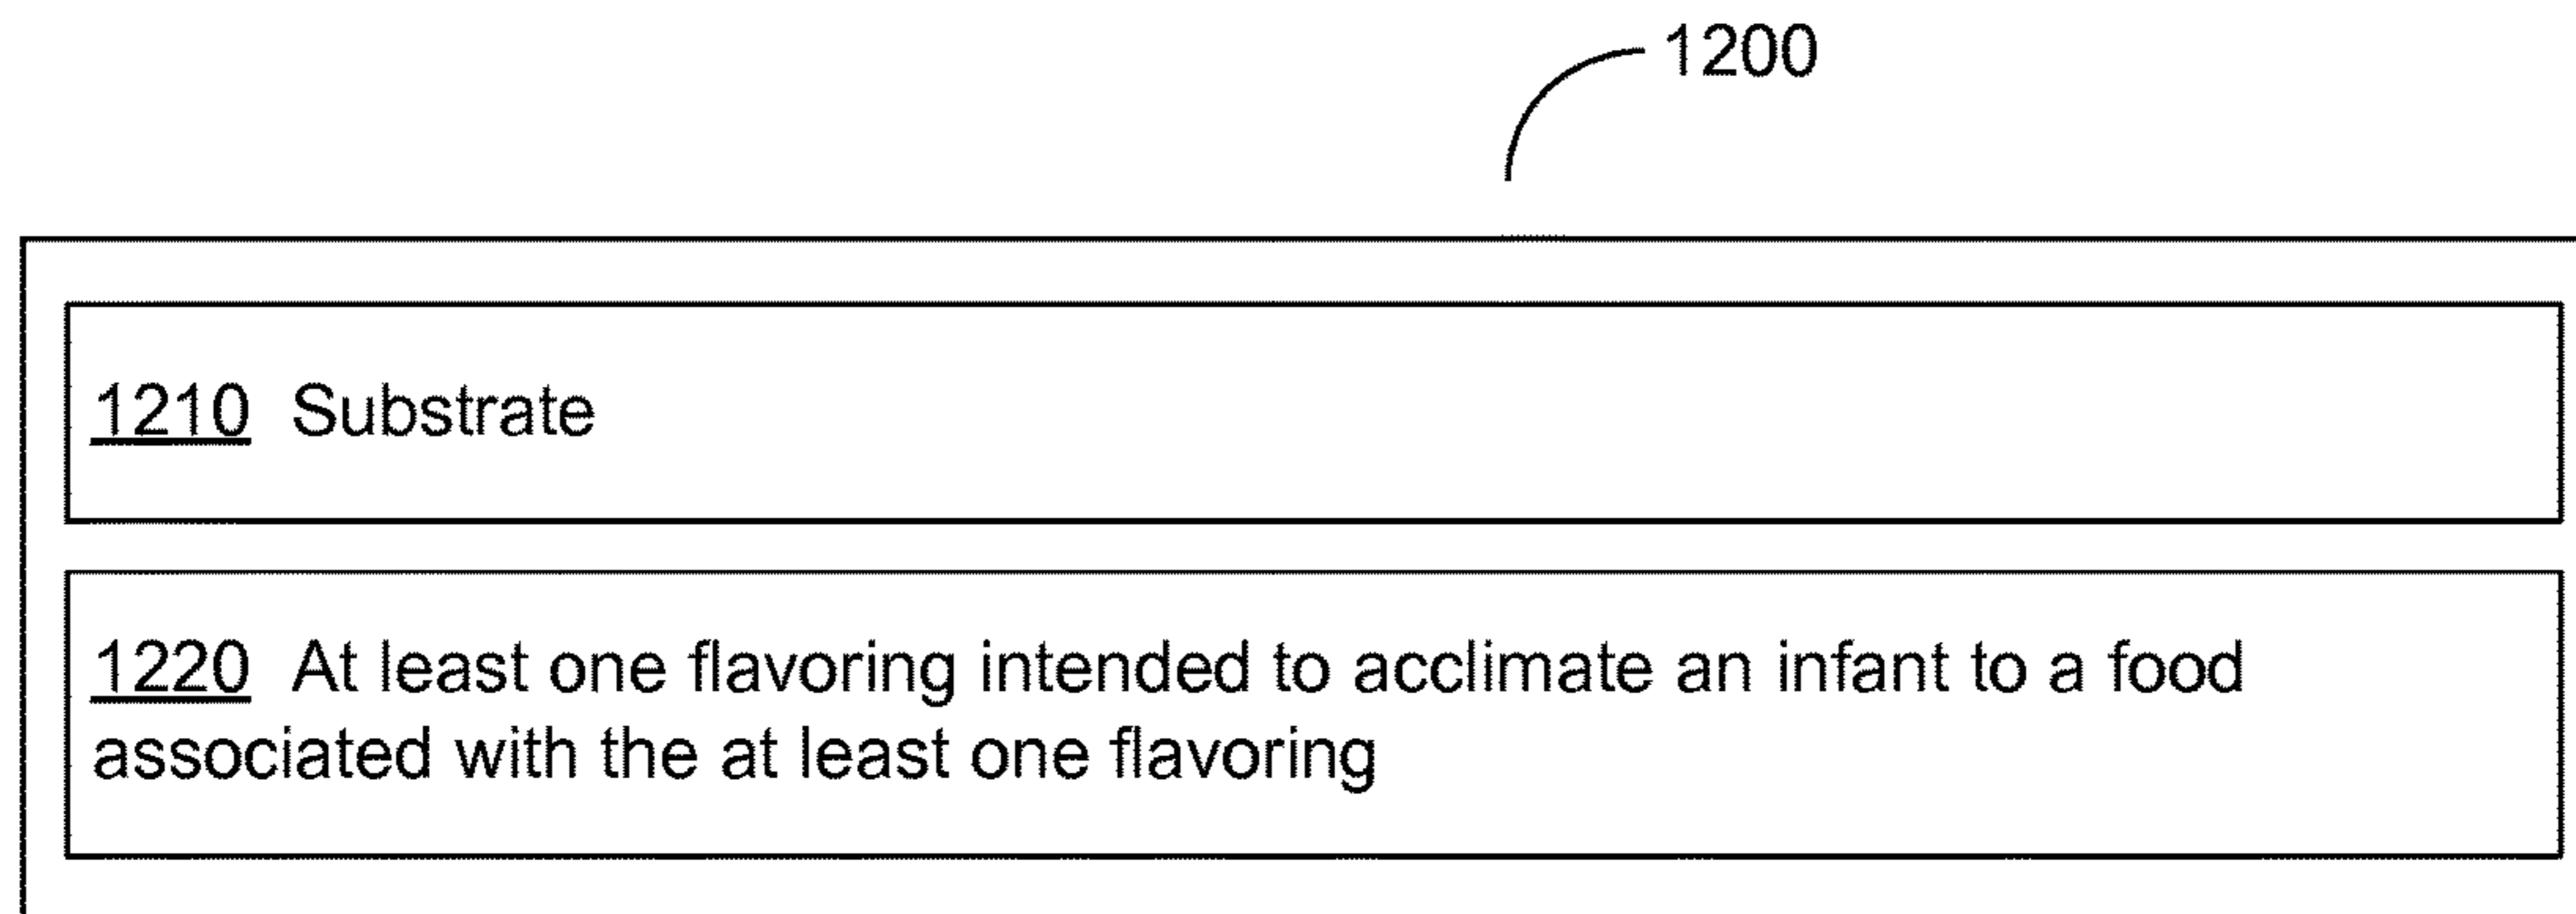 1200
1210 Substrate
1220 At least one flavoring intended to acclimate an infant to a food
associated with the at least one flavoring